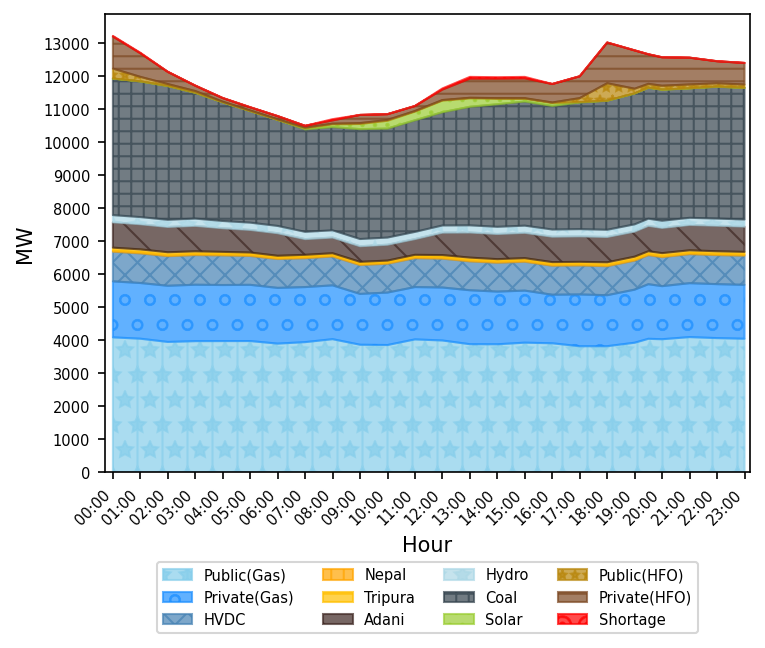 13000
12000
11000
10000
9000
8000
7000
6000
5000
4000
3000
2000
1000
0
MW
00:00 01:00 02:00 03:00 04:00 05:00 06:00 07:00 08:00 09:00 10:00 11:00 12:00 13:00 14:00 15:00 16:00 17:00 18:00 19:00 20:00 21:00 22:00 23:00
Hour
Public(Gas) Nepal Hydro Public(HFO)
Private(Gas) Tripura Coal Private(HFO)
HVDC Adani Solar Shortage